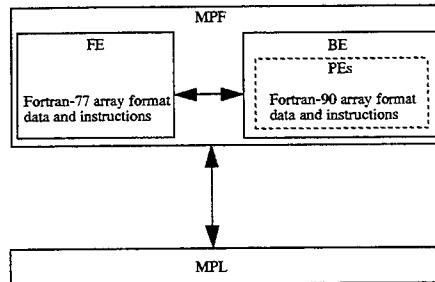 MPF
FE
Fortran-77 array format
data and instructions
BE
PEs
Fortran-90 array format
data and instructions
MPL